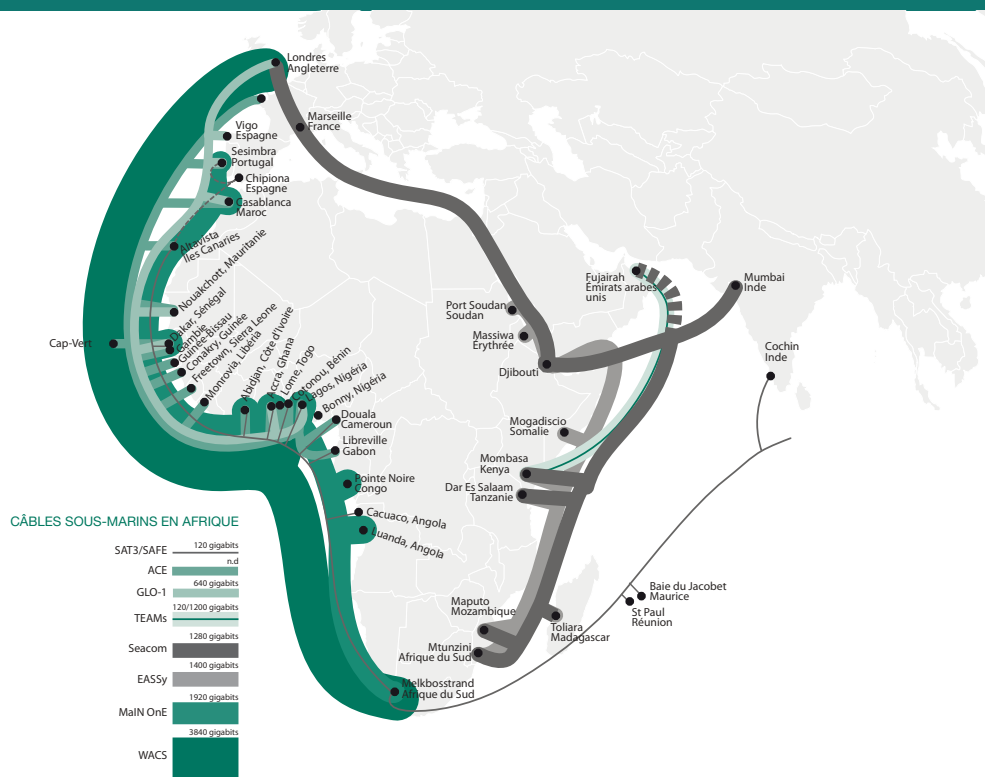 Londres
Angleterre
Marseille
France
Vigo
Espagne
Sesimbra
Portugal
Chipiona
Espagne
Casablanca
Maroc
Altavista
Iles Canaries
Nouakchott, Mauritanie
Dakar, Sénégal
Gambie
Guinée-Bissau
Conakry, Guinée
Freetown, Sierra Leone
Monrovia, Libéria
Abidjan, Côte d'Ivoire
Accra, Ghana
Lome, Togo
Cotonou, Bénin
Lagos, Nigéria
Bonny, Nigéria
Cap-Vert
Douala
Cameroun
Libreville
Gabon
Pointe Noire
Congo
Cacuaco, Angola
Luanda, Angola
Port Soudan
Soudan
Massiwa
Érythrée
Djibouti
Fujairah
Émirats arabes
unis
Mumbai
Inde
Cochin
Inde
Mogadiscio
Somalie
Mombasa
Kenya
Dar Es Salaam
Tanzanie
Maputo
Mozambique
Toliara
Madagascar
Baie du Jacobet
Maurice
St Paul
Réunion
Mtunzini
Afrique du Sud
Melkbosstrand
Afrique du Sud
CÂBLES SOUS-MARINS EN AFRIQUE
SAT3/SAFE 120 gigabits
ACE n.d
GLO-1 640 gigabits
TEAMs 120/1200 gigabits
Seacom 1280 gigabits
EASSy 1400 gigabits
MaIN OnE 1920 gigabits
WACS 3840 gigabits